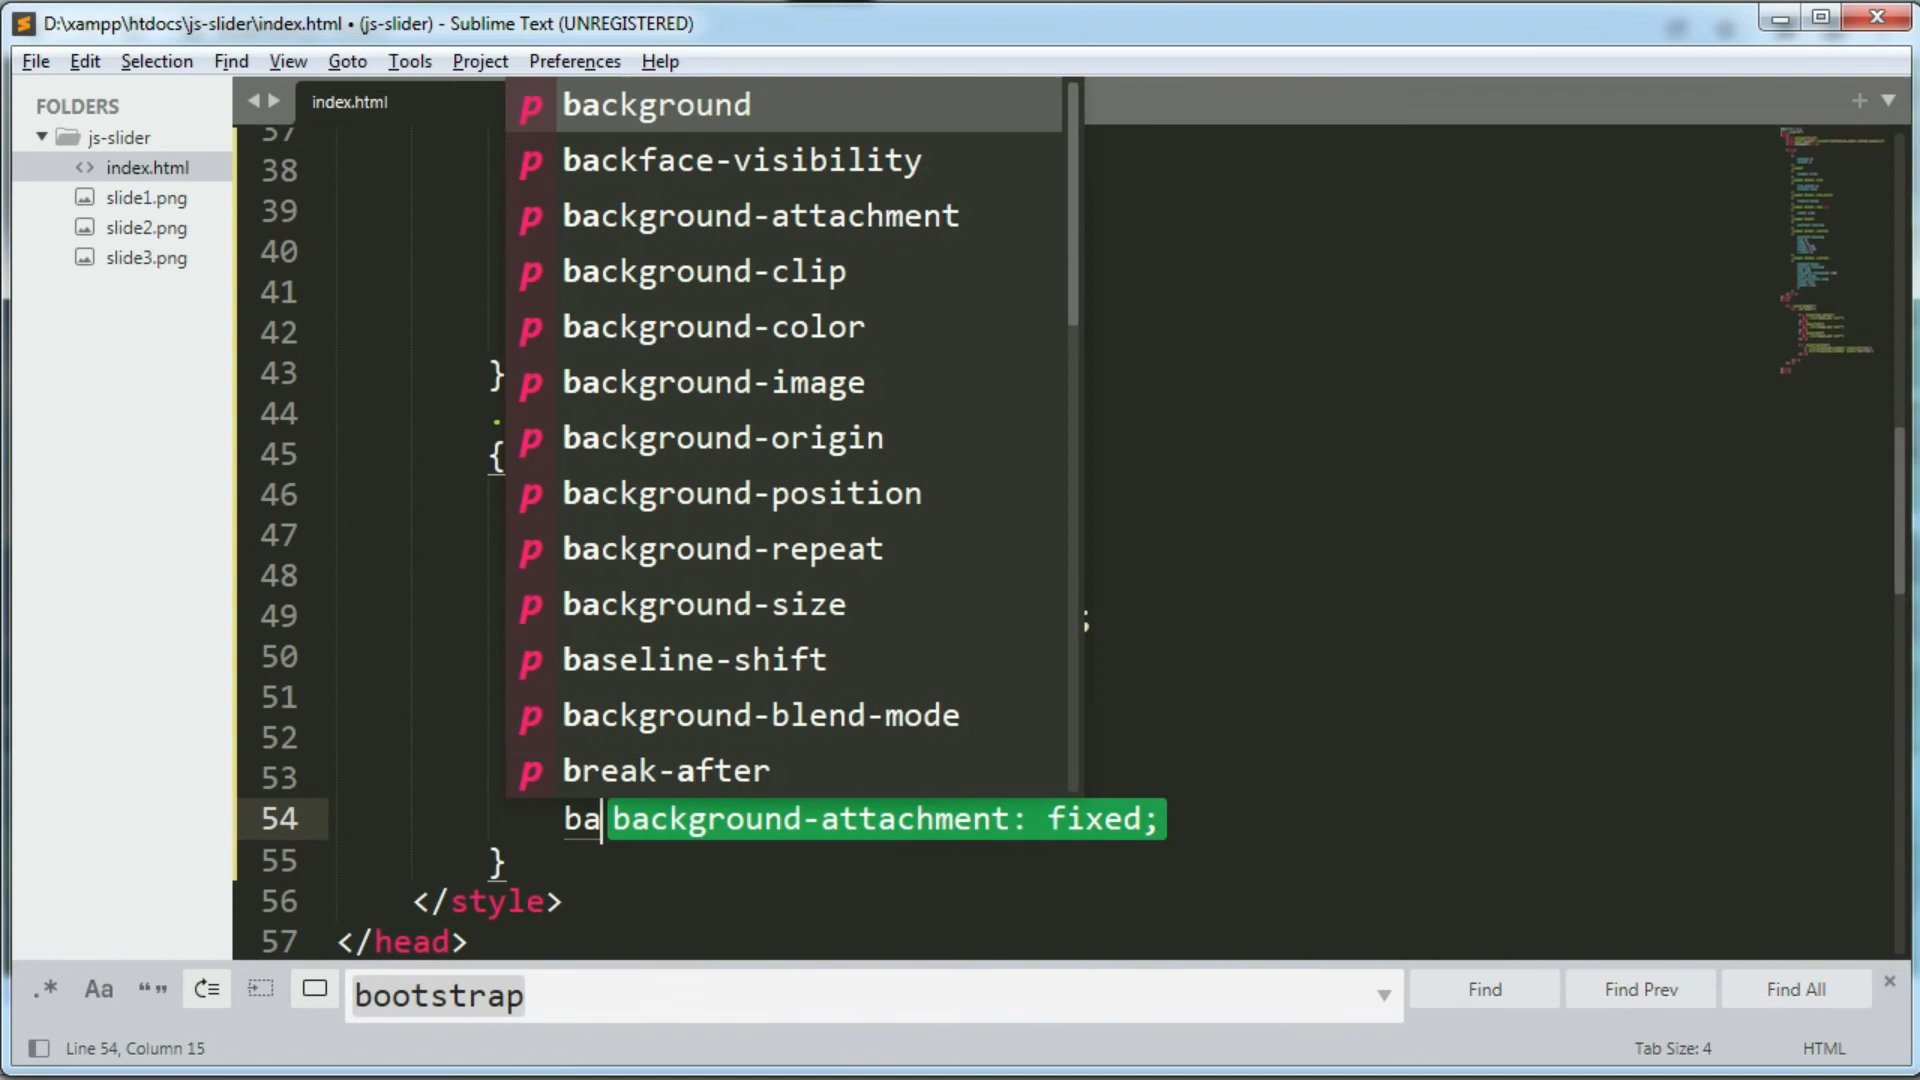 D:\xampp\htdocs\js-slider\index.html • (js-slider) - Sublime Text (UNREGISTERED)
File Edit Selection Find View Goto Tools Project Preferences Help
FOLDERS
js-slider
index.html
slide1.png
slide2.png
slide3.png
index.html
background
backface-visibility
background-attachment
background-clip
background-color
background-image
background-origin
background-position
background-repeat
background-size
baseline-shift
background-blend-mode
break-after
37
38
39
40
41
42
43 }
44 .
45 {
46
47
48
49 ;
50
51
52
53
54 ba background-attachment: fixed;
55 }
56 </style>
57 </head>
.* Aa “” bootstrap Find Find Prev Find All
Line 54, Column 15 Tab Size: 4 HTML